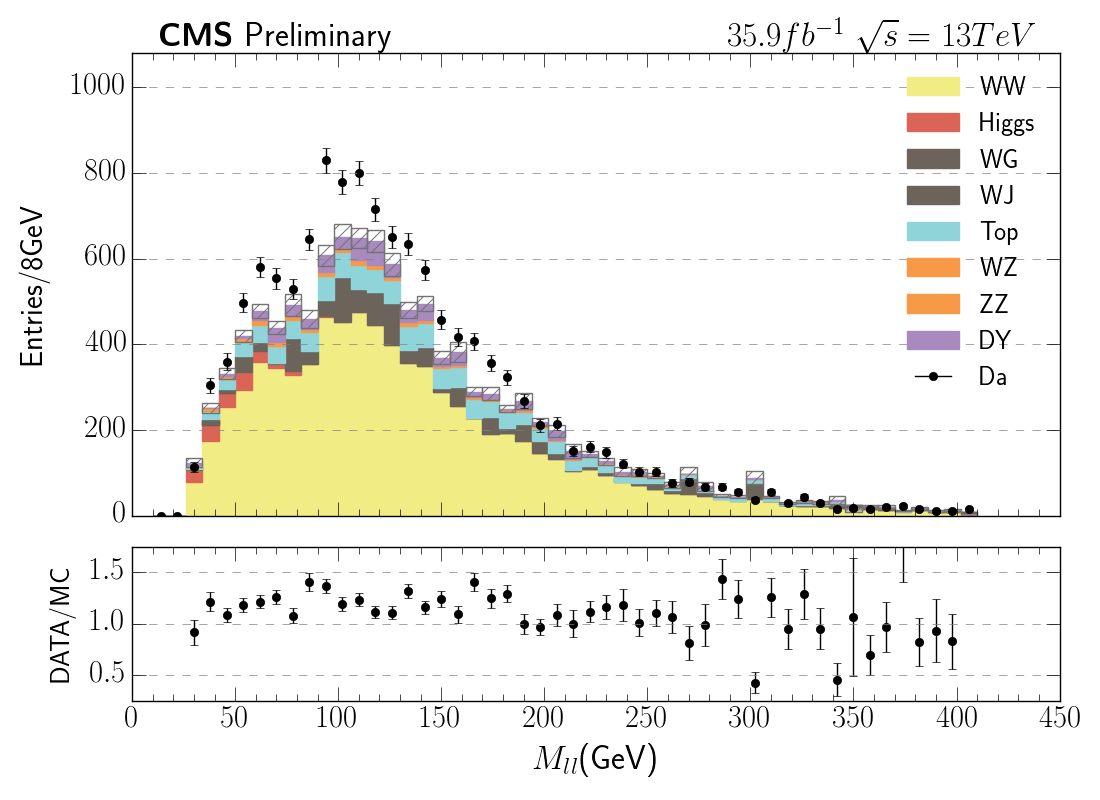 CMS Preliminary 35.9fb⁻¹ √s = 13TeV
1000
800
600
400
200
0
Entries/8GeV
WW
Higgs
WG
WJ
Top
WZ
ZZ
DY
Da
1.5
1.0
0.5
DATA/MC
0 50 100 150 200 250 300 350 400 450
M_{ll}(GeV)